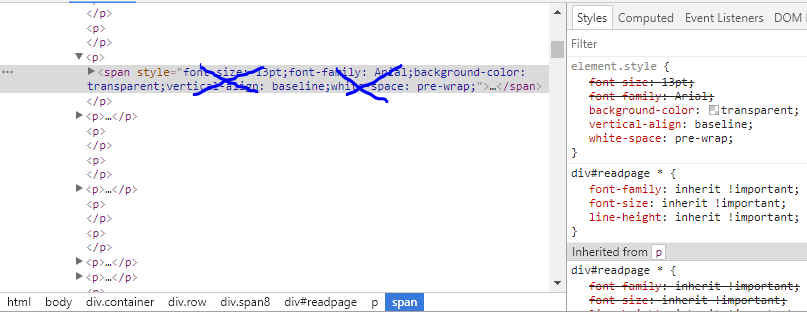 </p>
<p>
</p>
▼<p>
... ▶<span style="font-size: 13pt;font-family: Arial;background-color:
transparent;vertical-align: baseline;white-space: pre-wrap;">…</span>
</p>
▶<p>…</p>
<p>
</p>
<p>
</p>
▶<p>…</p>
<p>
</p>
<p>
</p>
▶<p>…</p>
▶<p>…</p>
html body div.container div.row div.span8 div#readpage p span
Styles Computed Event Listeners DOM
Filter
element.style {
font-size: 13pt;
font-family: Arial;
background-color: transparent;
vertical-align: baseline;
white-space: pre-wrap;
}
div#readpage * {
font-family: inherit !important;
font-size: inherit !important;
line-height: inherit !important;
}
Inherited from p
div#readpage * {
font-family: inherit !important;
font-size: inherit !important;